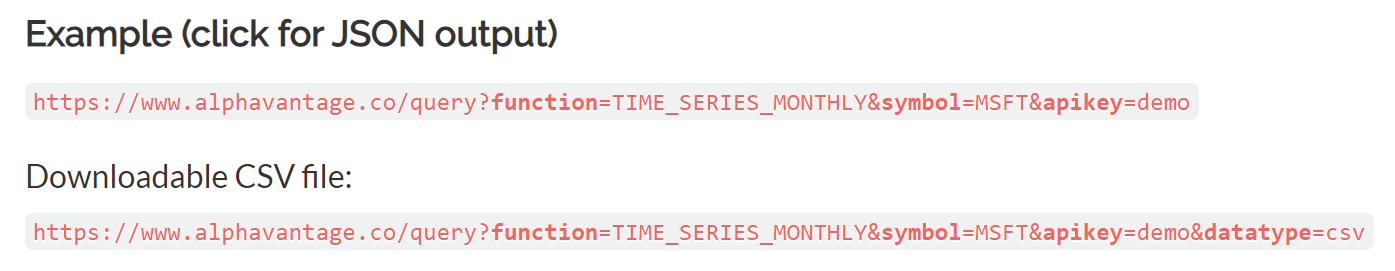 Example (click for JSON output)
https://www.alphavantage.co/query?function=TIME_SERIES_MONTHLY&symbol=MSFT&apikey=demo
Downloadable CSV file:
https://www.alphavantage.co/query?function=TIME_SERIES_MONTHLY&symbol=MSFT&apikey=demo&datatype=csv